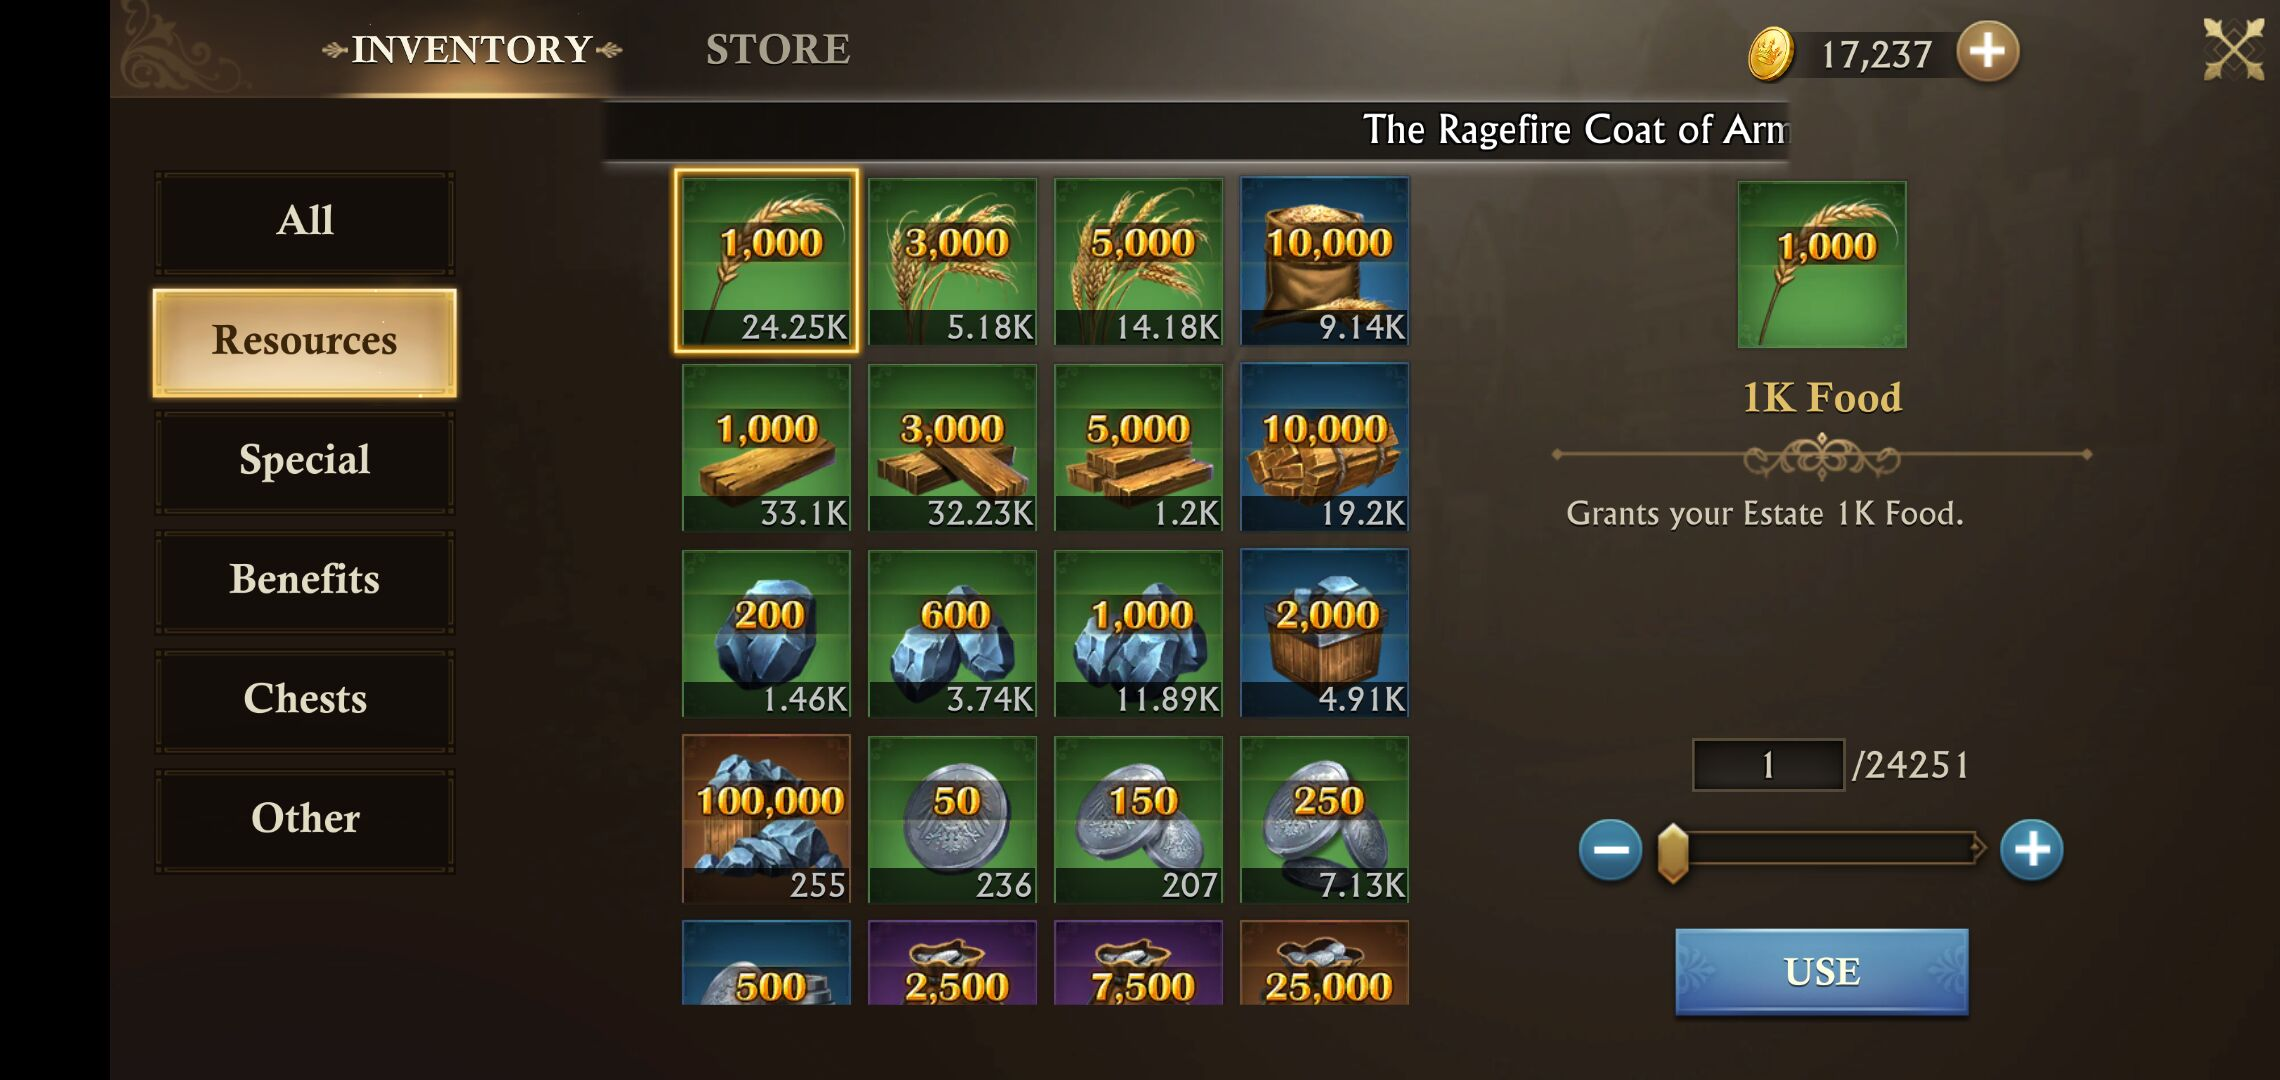 INVENTORY
STORE
17,237
The Ragefire Coat of Arm
All
Resources
Special
Benefits
Chests
Other
1,000
24.25K
3,000
5.18K
5,000
14.18K
10,000
9.14K
1,000
33.1K
3,000
32.23K
5,000
1.2K
10,000
19.2K
200
1.46K
600
3.74K
1,000
11.89K
2,000
4.91K
100,000
255
50
236
150
207
250
7.13K
500
2,500
7,500
25,000
1,000
1K Food
Grants your Estate 1K Food.
1 /24251
USE